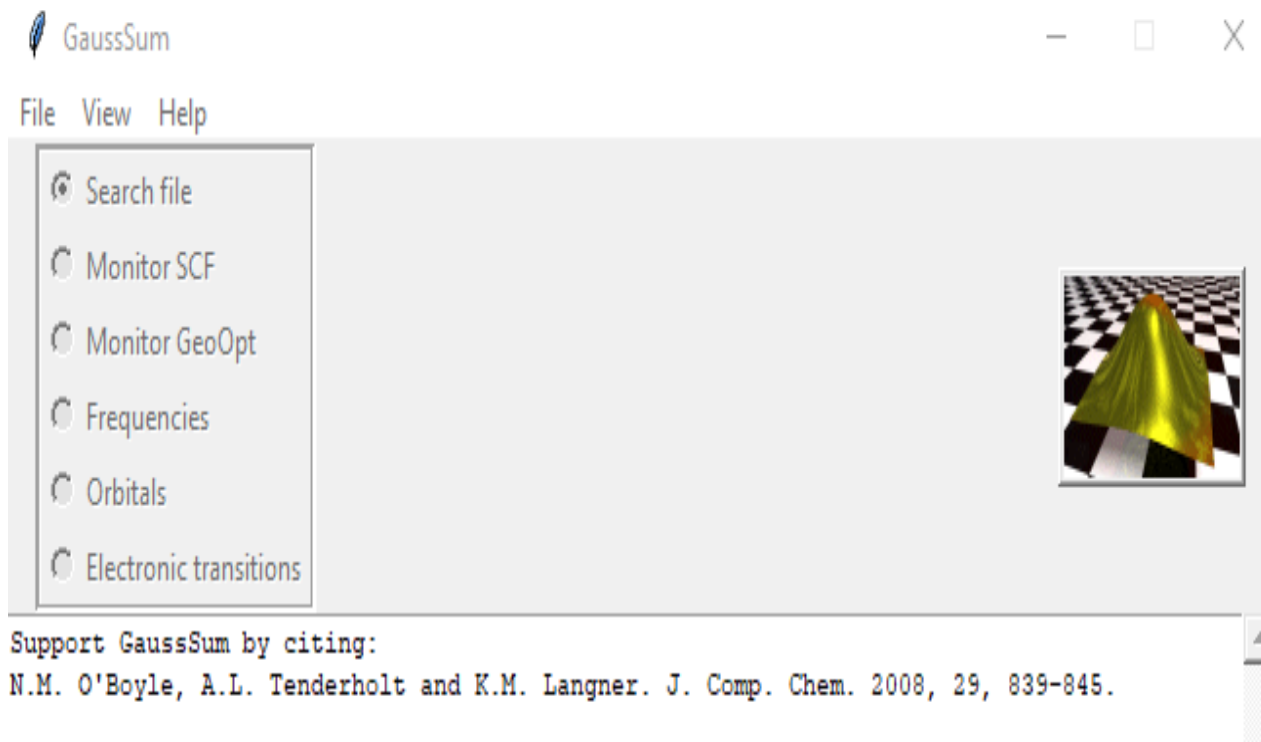 GaussSum
File View Help
Search file
Monitor SCF
Monitor GeoOpt
Frequencies
Orbitals
Electronic transitions
Support GaussSum by citing:
N.M. O'Boyle, A.L. Tenderholt and K.M. Langner. J. Comp. Chem. 2008, 29, 839-845.